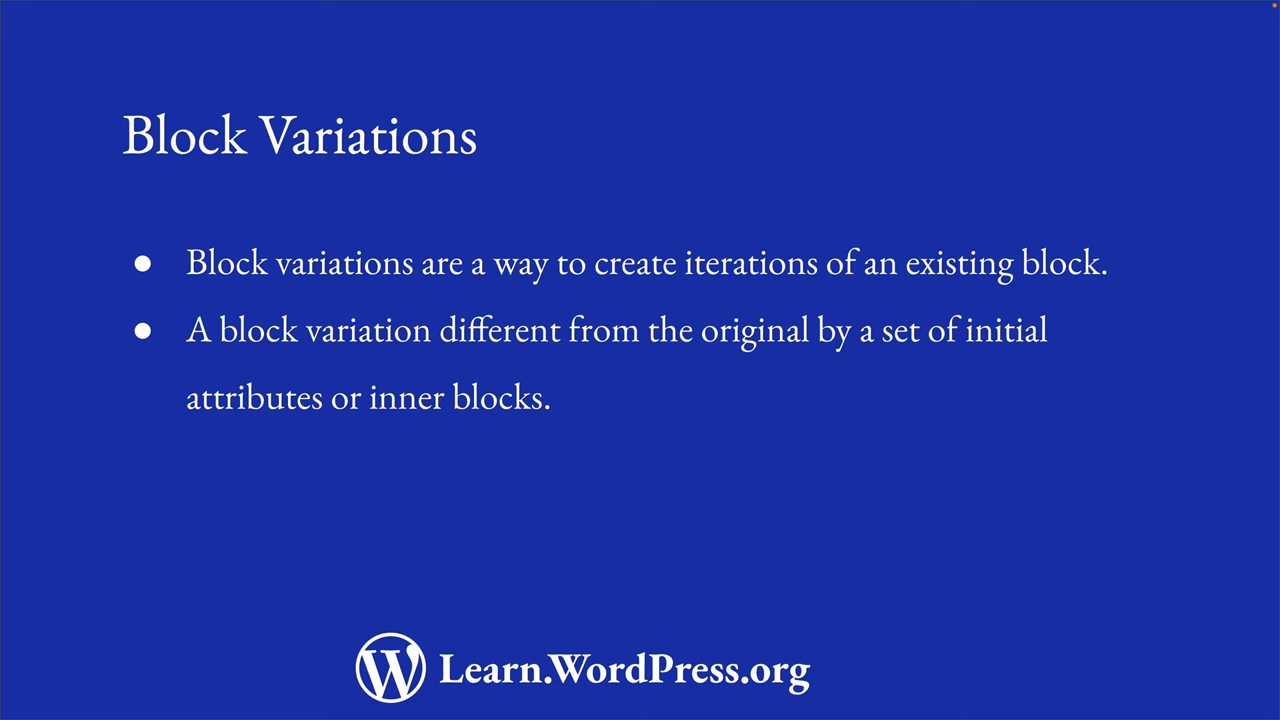 Block Variations
● Block variations are a way to create iterations of an existing block.
● A block variation different from the original by a set of initial
attributes or inner blocks.
Learn.WordPress.org